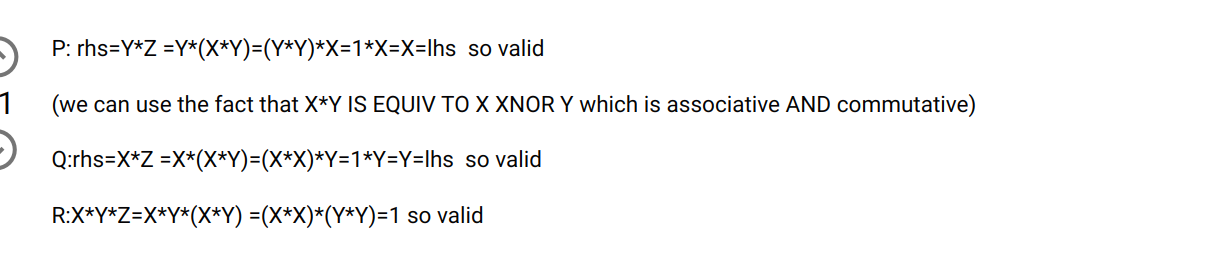 P: rhs=Y*Z =Y*(X*Y)=(Y*Y)*X=1*X=X=lhs so valid
1
(we can use the fact that X*Y IS EQUIV TO X XNOR Y which is associative AND commutative)
Q:rhs=X*Z =X*(X*Y)=(X*X)*Y=1*Y=Y=lhs so valid
R:X*Y*Z=X*Y*(X*Y) =(X*X)*(Y*Y)=1 so valid